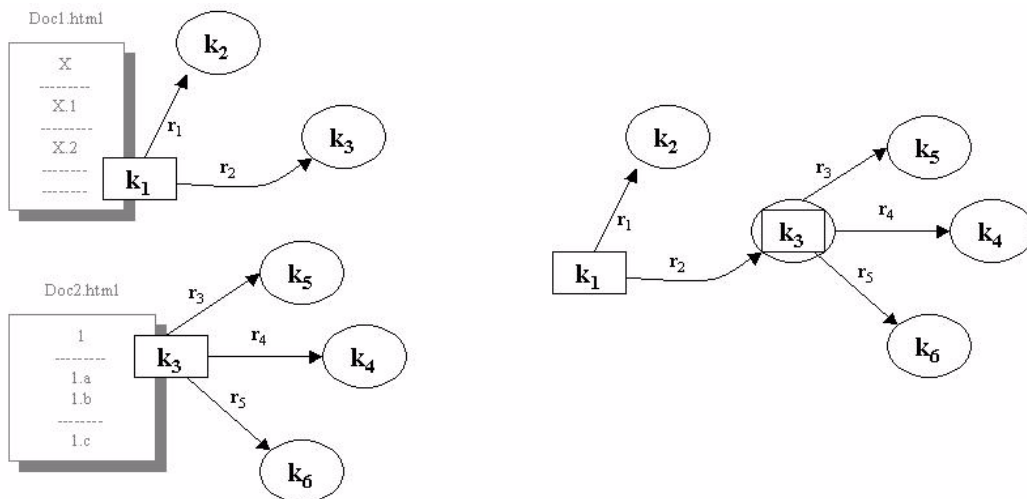 Doc1.html
X
--------
X.1
--------
X.2
--------
--------
k1
r1
k2
r2
k3
Doc2.html
1
--------
1.a
1.b
--------
1.c
k3
r3
k5
r4
k4
r5
k6
k1
r1
k2
r2
k3
r3
k5
r4
k4
r5
k6